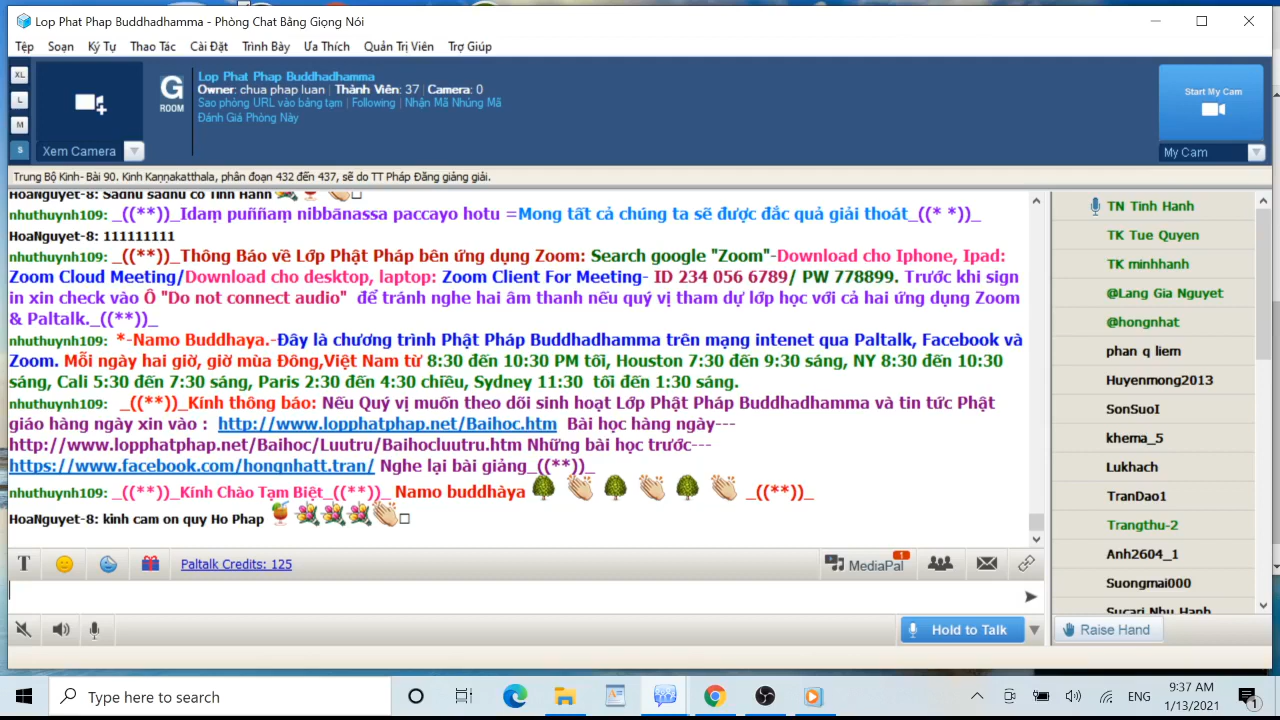 Lop Phat Phap Buddhadhamma - Phòng Chat Bằng Giọng Nói
Tệp Soạn Ký Tự Thao Tác Cài Đặt Trình Bày Ưa Thích Quản Trị Viên Trợ Giúp
XL
L
M
S
Xem Camera
G
ROOM
Lop Phat Phap Buddhadhamma
Owner: chua phap luan | Thành Viên: 37 | Camera: 0
Sao phòng URL vào bảng tạm | Following | Nhận Mã Nhúng Mã
Đánh Giá Phòng Này
Start My Cam
My Cam
Trung Bộ Kinh- Bài 90. Kinh Kaṇṇakatthala, phân đoạn 432 đến 437, sẽ do TT Pháp Đăng giảng giải.
HoaNguyet-8: Sadhu sadhu co Tinh Hanh
nhuthuynh109: _((**))_Idaṃ puññaṃ nibbānassa paccayo hotu =Mong tất cả chúng ta sẽ được đắc quả giải thoát_((* *))_
HoaNguyet-8: 111111111
nhuthuynh109: _((**))_Thông Báo về Lớp Phật Pháp bên ứng dụng Zoom: Search google "Zoom"-Download cho Iphone, Ipad:
Zoom Cloud Meeting/Download cho desktop, laptop: Zoom Client For Meeting- ID 234 056 6789/ PW 778899. Trước khi sign
in xin check vào Ô "Do not connect audio" để tránh nghe hai âm thanh nếu quý vị tham dự lớp học với cả hai ứng dụng Zoom
& Paltalk._((**))_
nhuthuynh109: *-Namo Buddhaya.-Đây là chương trình Phật Pháp Buddhadhamma trên mạng intenet qua Paltalk, Facebook và
Zoom. Mỗi ngày hai giờ, giờ mùa Đông,Việt Nam từ 8:30 đến 10:30 PM tối, Houston 7:30 đến 9:30 sáng, NY 8:30 đến 10:30
sáng, Cali 5:30 đến 7:30 sáng, Paris 2:30 đến 4:30 chiều, Sydney 11:30 tối đến 1:30 sáng.
nhuthuynh109: _((**))_Kính thông báo: Nếu Quý vị muốn theo dõi sinh hoạt Lớp Phật Pháp Buddhadhamma và tin tức Phật
giáo hàng ngày xin vào : http://www.lopphatphap.net/Baihoc.htm Bài học hàng ngày---
http://www.lopphatphap.net/Baihoc/Luutru/Baihocluutru.htm Những bài học trước---
https://www.facebook.com/hongnhatt.tran/ Nghe lại bài giảng_((**))_
nhuthuynh109: _((**))_Kính Chào Tạm Biệt_((**))_ Namo buddhàya _((**))_
HoaNguyet-8: kinh cam on quy Ho Phap
TN Tinh Hanh
TK Tue Quyen
TK minhhanh
@Lang Gia Nguyet
@hongnhat
phan q liem
Huyenmong2013
SonSuoI
khema_5
Lukhach
TranDao1
Trangthu-2
Anh2604_1
Suongmai000
Sucari Nhu Hanh
T
Paltalk Credits: 125
MediaPal
1
Hold to Talk
Raise Hand
Type here to search
ENG
9:37 AM
1/13/2021
1